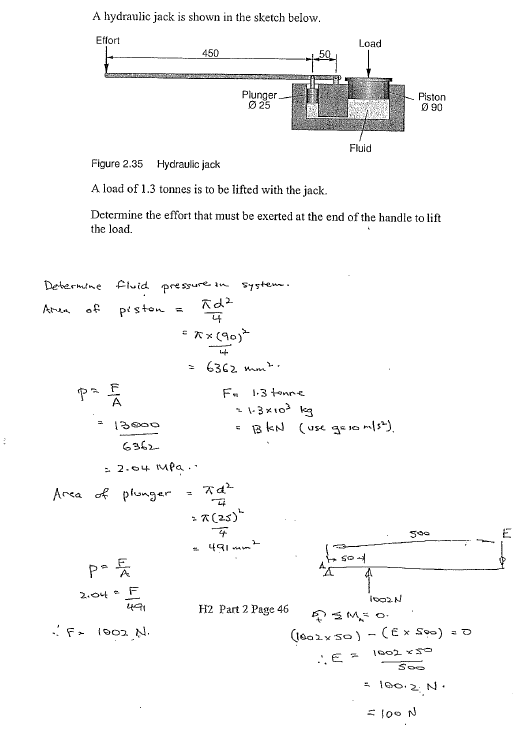 A hydraulic jack is shown in the sketch below.
Effort
450
50
Load
Plunger
Ø 25
Piston
Ø 90
Fluid
Figure 2.35 Hydraulic jack
A load of 1.3 tonnes is to be lifted with the jack.
Determine the effort that must be exerted at the end of the handle to lift
the load.
Determine fluid pressure in system.
Area of piston = πd²/4
= π×(90)²/4
= 6362 mm².
p = F/A
F = 1.3 tonne
= 1.3×10³ kg
= 13000/6362
= 13 kN (use g=10 m/s²).
= 2.04 MPa.
Area of plunger = πd²/4
= π(25)²/4
= 491 mm²
500
E
50
A
1002N
p = F/A
2.04 = F/491
∴ F = 1002 N.
H2 Part 2 Page 46
ΣM = 0.
(1002×50) - (E × 500) = 0
∴ E = 1002 ×50/500
= 100.2 N.
= 100 N